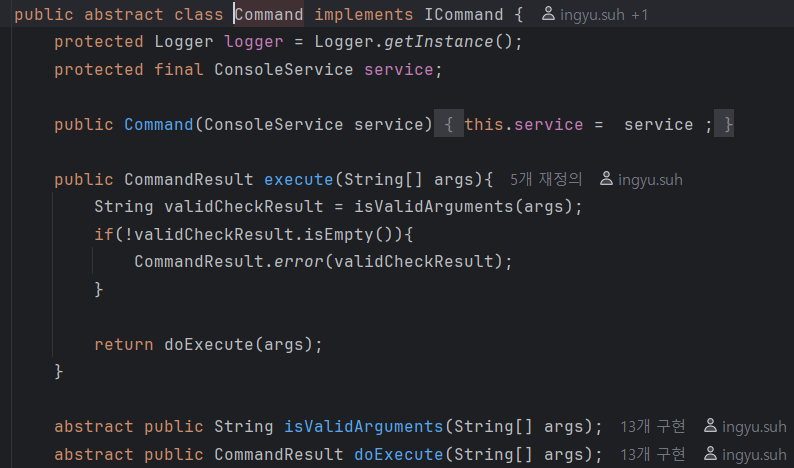 public abstract class Command implements ICommand { ingyu.suh +1
protected Logger logger = Logger.getInstance();
protected final ConsoleService service;
public Command(ConsoleService service) { this.service = service ; }
public CommandResult execute(String[] args){ 5개 재정의 ingyu.suh
String validCheckResult = isValidArguments(args);
if(!validCheckResult.isEmpty()){
CommandResult.error(validCheckResult);
}
return doExecute(args);
}
abstract public String isValidArguments(String[] args); 13개 구현 ingyu.suh
abstract public CommandResult doExecute(String[] args); 13개 구현 ingyu.suh